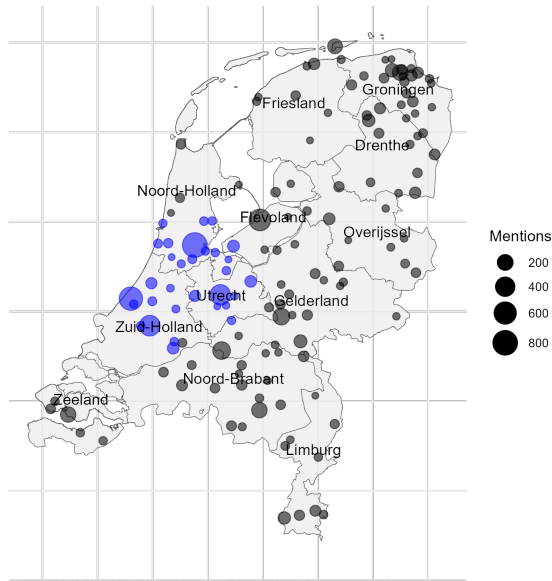 Groningen
Friesland
Drenthe
Noord-Holland
Flevoland
Overijssel
Utrecht
Gelderland
Zuid-Holland
Noord-Brabant
Zeeland
Limburg
Mentions
200
400
600
800